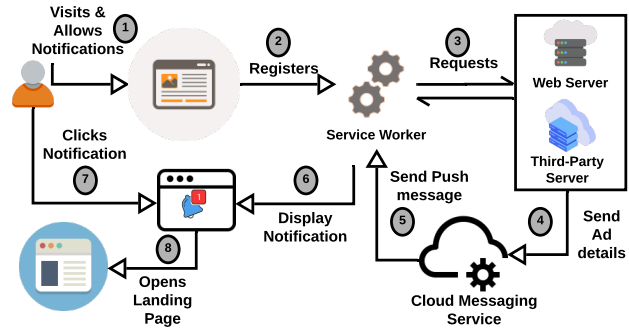 Visits &
Allows
Notifications
1
2
Registers
3
Requests
Web Server
Third-Party
Server
Service Worker
Clicks
Notification
7
1
6
Display
Notification
Send Push
message
5
4
Send
Ad
details
8
Opens
Landing
Page
Cloud Messaging
Service